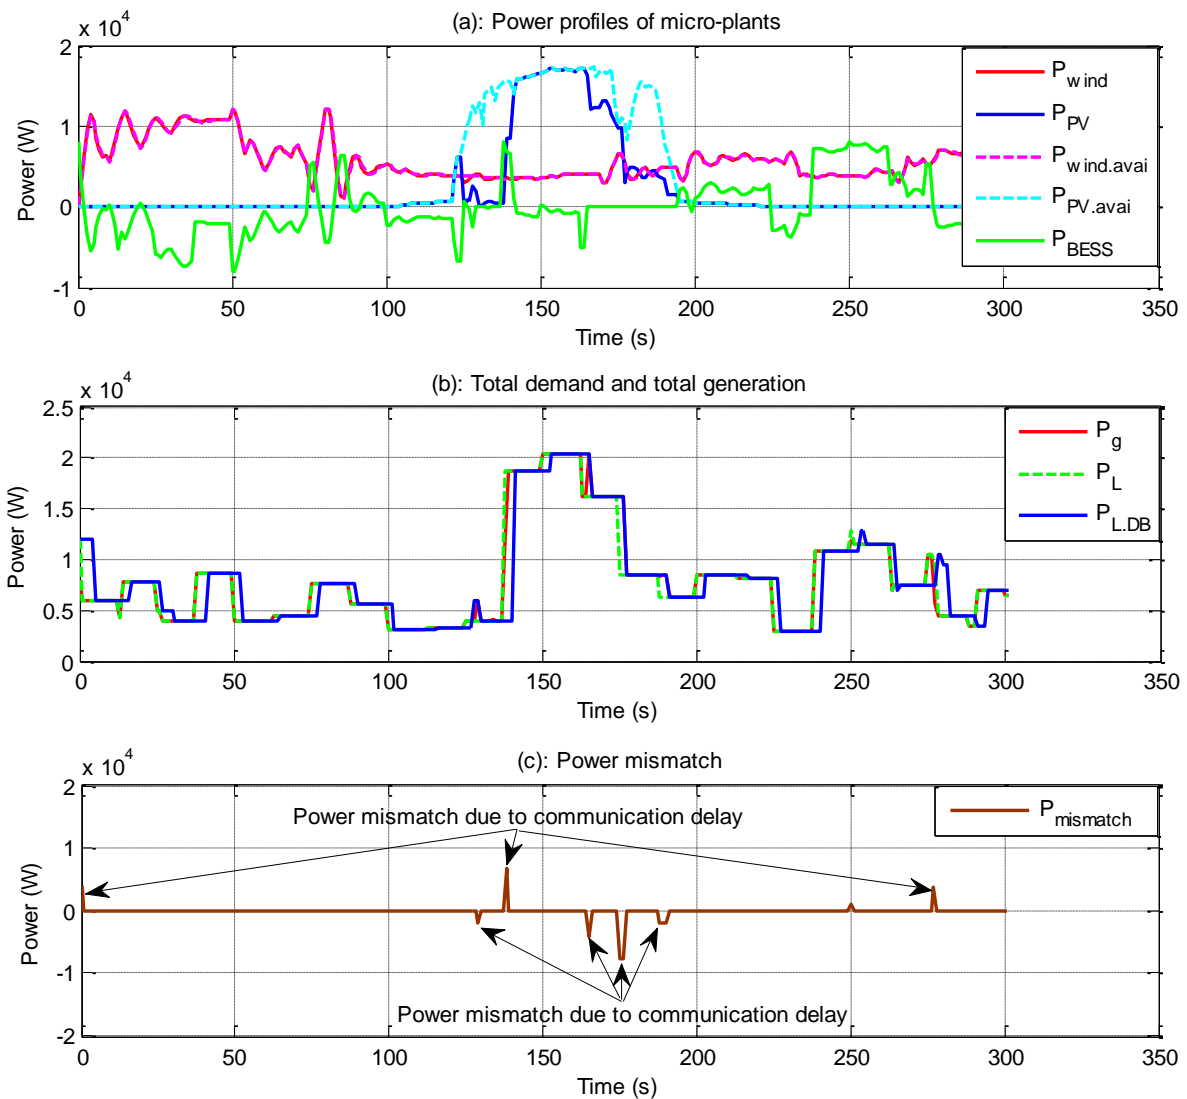 (a): Power profiles of micro-plants
x 10^4
2
1
0
-1
Power (W)
P_wind
P_PV
P_wind.avai
P_PV.avai
P_BESS
0 50 100 150 200 250 300 350
Time (s)
(b): Total demand and total generation
x 10^4
2.5
2
1.5
1
0.5
0
Power (W)
P_g
P_L
P_L.DB
0 50 100 150 200 250 300 350
Time (s)
(c): Power mismatch
x 10^4
2
1
0
-1
-2
Power (W)
Power mismatch due to communication delay
P_mismatch
Power mismatch due to communication delay
0 50 100 150 200 250 300 350
Time (s)